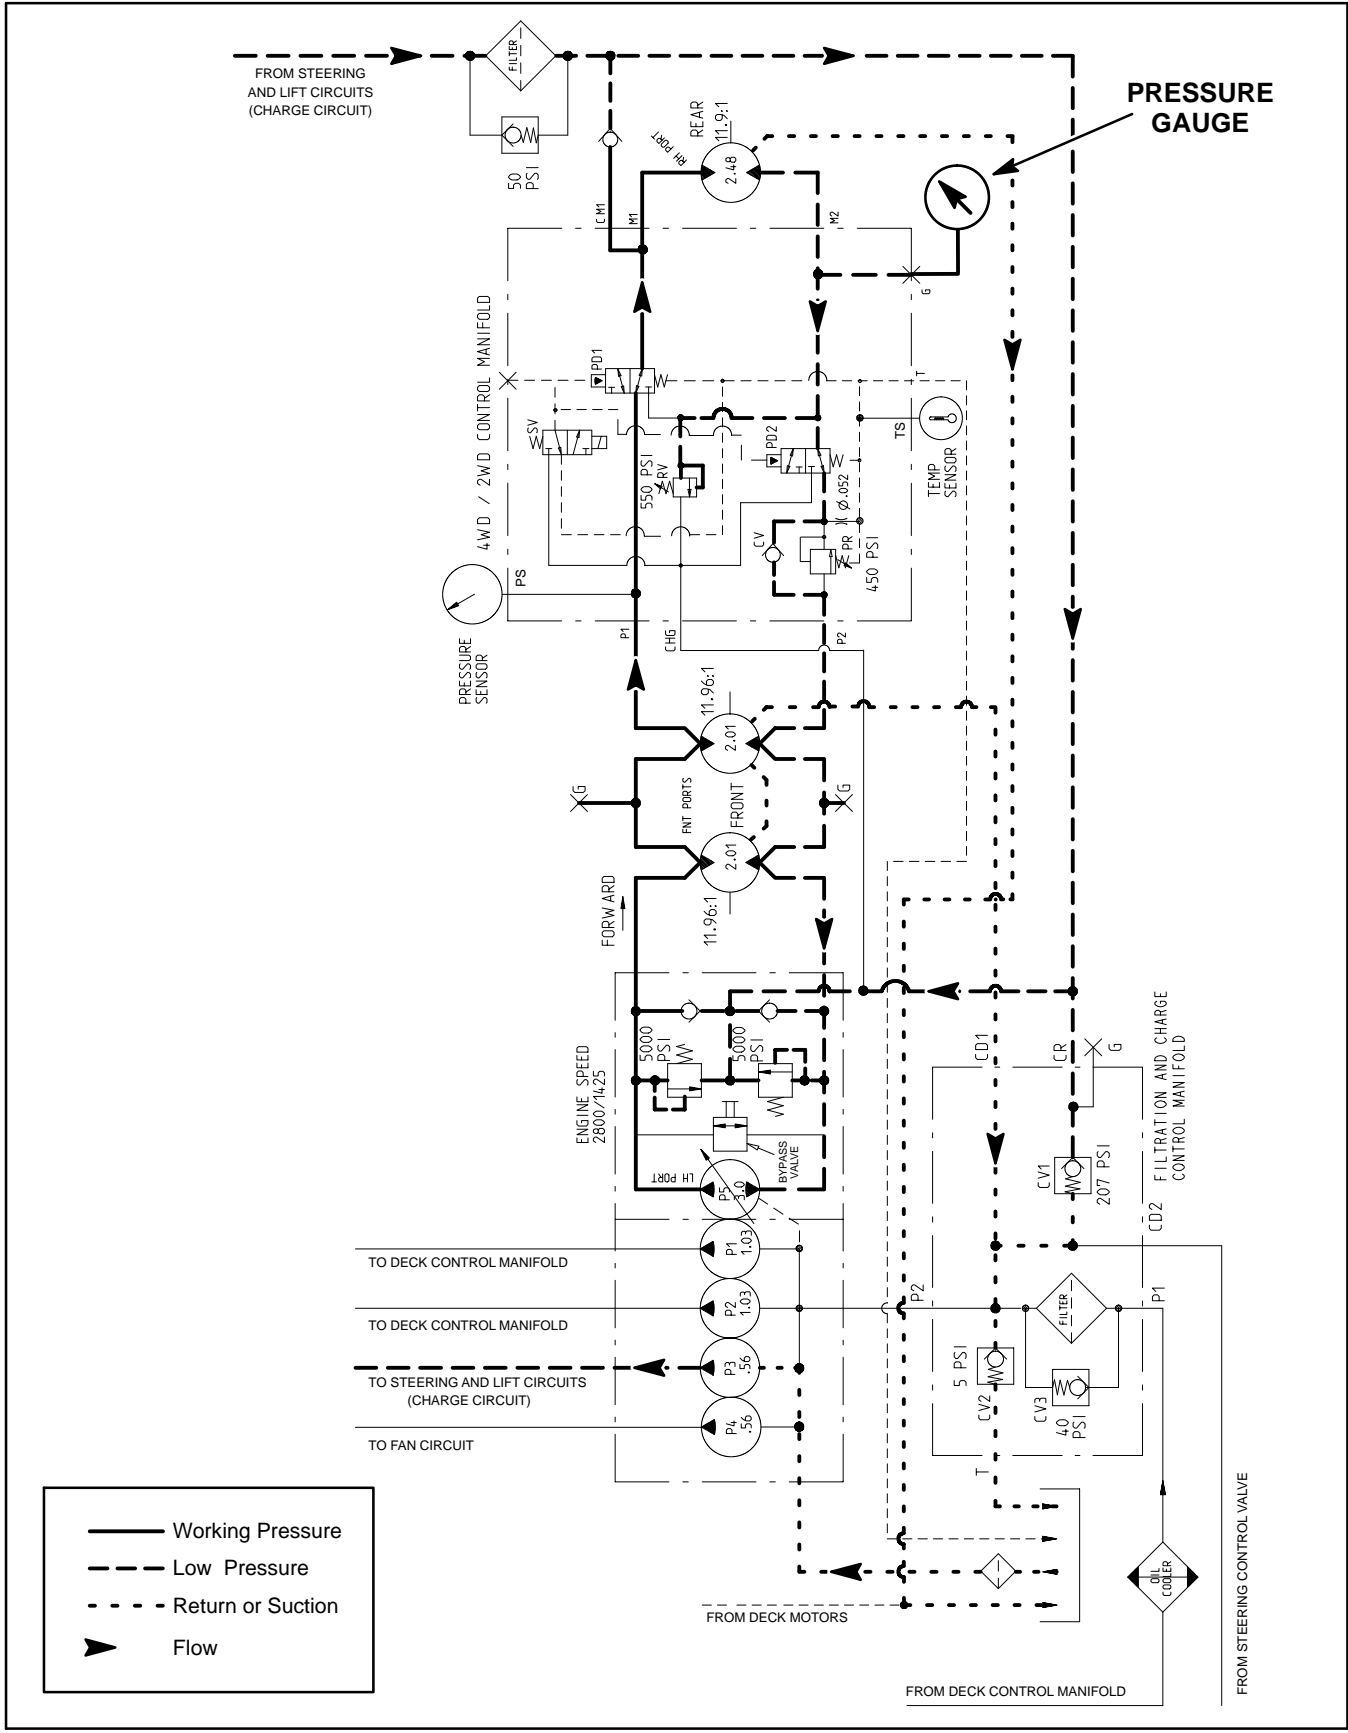 FROM STEERING
AND LIFT CIRCUITS
(CHARGE CIRCUIT)
FILTER
50
PSI
PRESSURE
GAUGE
REAR
11.9:1
RH PORT
2.48
CM1
M1
M2
G
4WD / 2WD CONTROL MANIFOLD
PD1
T
SV
550 PSI
RV
PD2
TS
TEMP
SENSOR
Ø.052
CV
PR
450 PSI
PS
PRESSURE
SENSOR
P1
CHG
P2
11.96:1
2.01
G
FNT PORTS
FRONT
G
2.01
11.96:1
FORWARD
ENGINE SPEED
2800/1425
5000
PSI
5000
PSI
BYPASS
VALVE
LH PORT
P5
3.0
CD1
CR
G
FILTRATION AND CHARGE
CONTROL MANIFOLD
CV1
207 PSI
CD2
P1
1.03
TO DECK CONTROL MANIFOLD
P2
1.03
TO DECK CONTROL MANIFOLD
P2
FILTER
P1
P3
.56
TO STEERING AND LIFT CIRCUITS
(CHARGE CIRCUIT)
5 PSI
CV2
CV3
40
PSI
P4
.56
TO FAN CIRCUIT
T
Working Pressure
Low Pressure
Return or Suction
Flow
FROM DECK MOTORS
OIL
COOLER
FROM STEERING CONTROL VALVE
FROM DECK CONTROL MANIFOLD